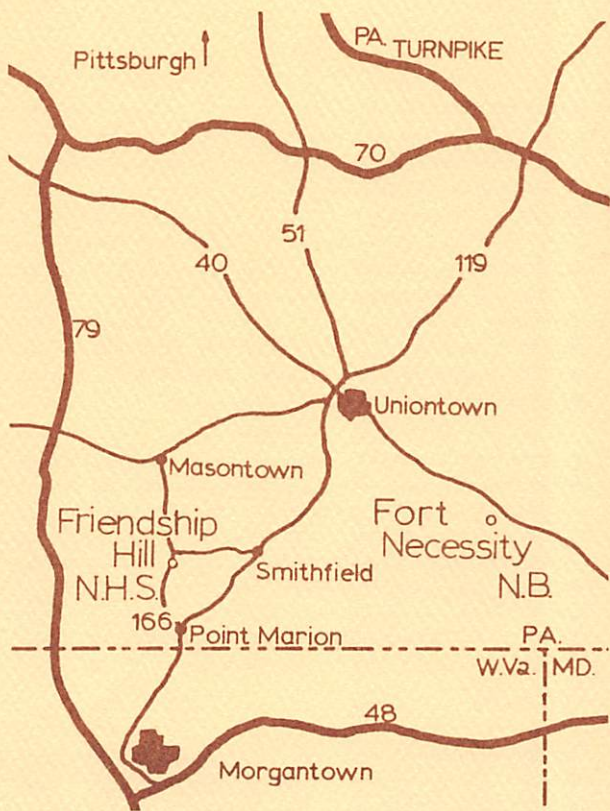 Pittsburgh
PA. TURNPIKE
70
51
40
119
79
Uniontown
Masontown
Friendship
Hill
N.H.S.
Fort
Necessity
N.B.
Smithfield
166
Point Marion
PA.
W.Va. MD.
48
Morgantown